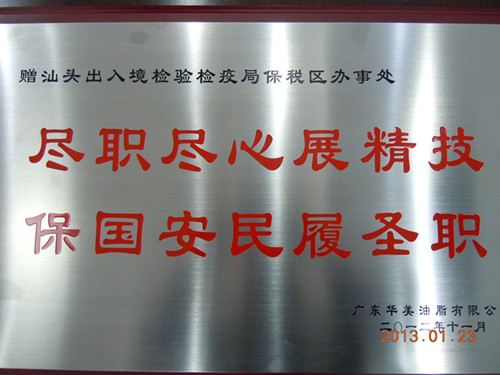 赠汕头出入境检验检疫局保税区办事处
尽职尽心展精技
保国安民履圣职
广东华美油脂有限公
二〇一二年十一月
2013.01.23